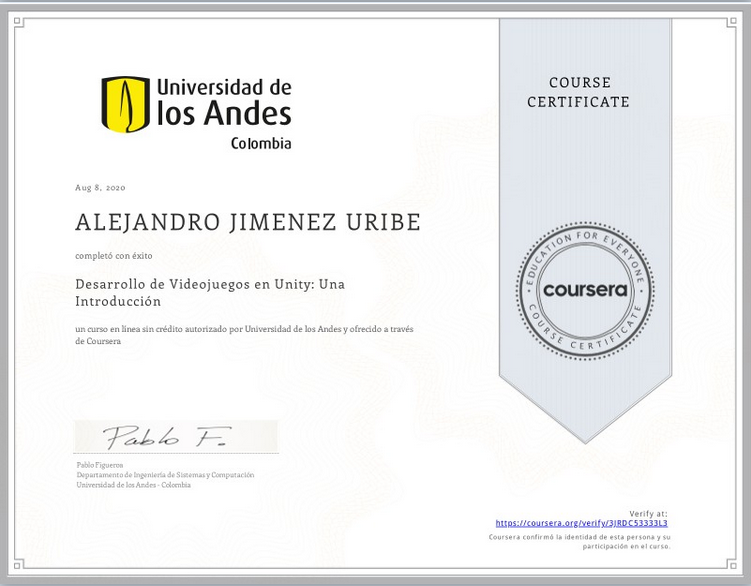 Universidad de
los Andes
Colombia
COURSE
CERTIFICATE
Aug 8, 2020
ALEJANDRO JIMENEZ URIBE
completó con éxito
Desarrollo de Videojuegos en Unity: Una
Introducción
un curso en línea sin crédito autorizado por Universidad de los Andes y ofrecido a través
de Coursera
EDUCATION FOR EVERYONE
coursera
COURSE CERTIFICATE
Pablo F.
Pablo Figueroa
Departamento de Ingeniería de Sistemas y Computación
Universidad de los Andes - Colombia
Verify at:
https://coursera.org/verify/3JRDC53333L3
Coursera confirmó la identidad de esta persona y su
participación en el curso.